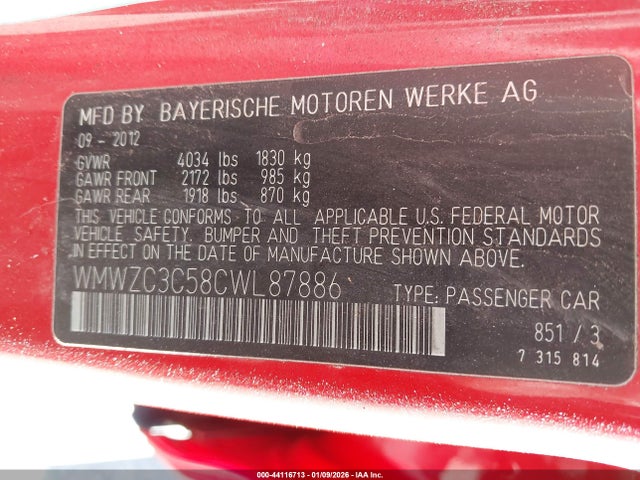 MFD BY BAYERISCHE MOTOREN WERKE AG
09 - 2012
GVWR 4034 lbs 1830 kg
GAWR FRONT 2172 lbs 985 kg
GAWR REAR 1918 lbs 870 kg
THIS VEHICLE CONFORMS TO ALL APPLICABLE U.S. FEDERAL MOTOR
VEHICLE SAFETY, BUMPER AND THEFT PREVENTION STANDARDS
IN EFFECT ON THE DATE OF MANUFACTURE SHOWN ABOVE.
WMWZC3C58CWL87886 TYPE: PASSENGER CAR
851 / 3
7 315 814
000-44116713 - 01/09/2026 - IAAI, Inc.